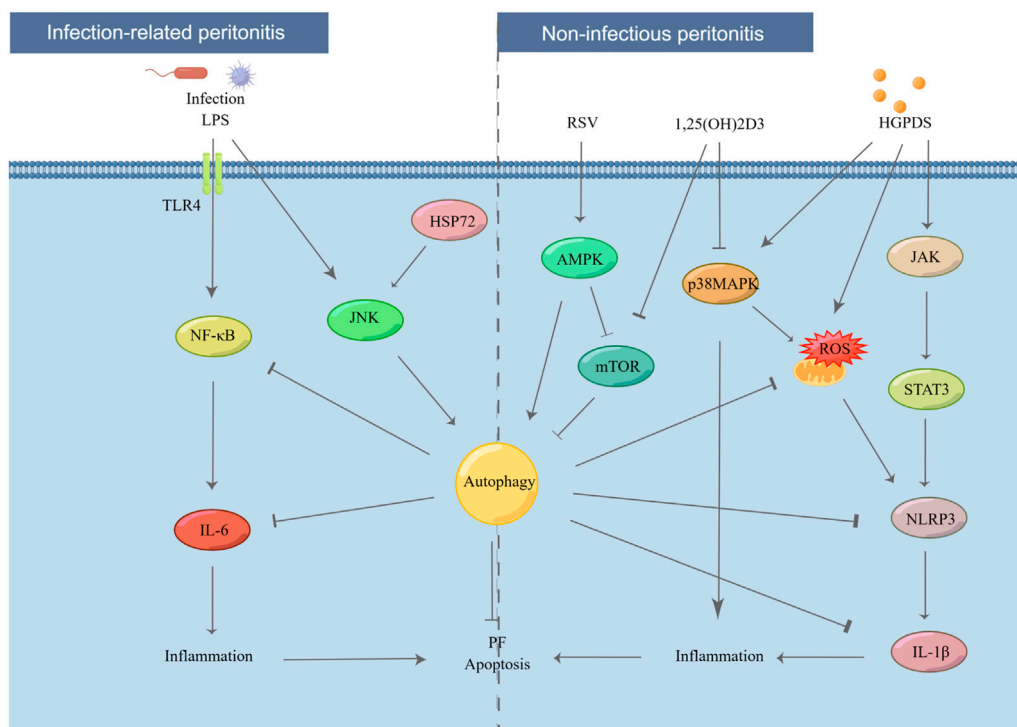 Infection-related peritonitis
Non-infectious peritonitis
Infection
LPS
RSV
1,25(OH)2D3
HGPDS
TLR4
HSP72
AMPK
p38MAPK
JAK
JNK
NF-κB
mTOR
ROS
STAT3
Autophagy
IL-6
NLRP3
PF
Apoptosis
Inflammation
Inflammation
IL-1β